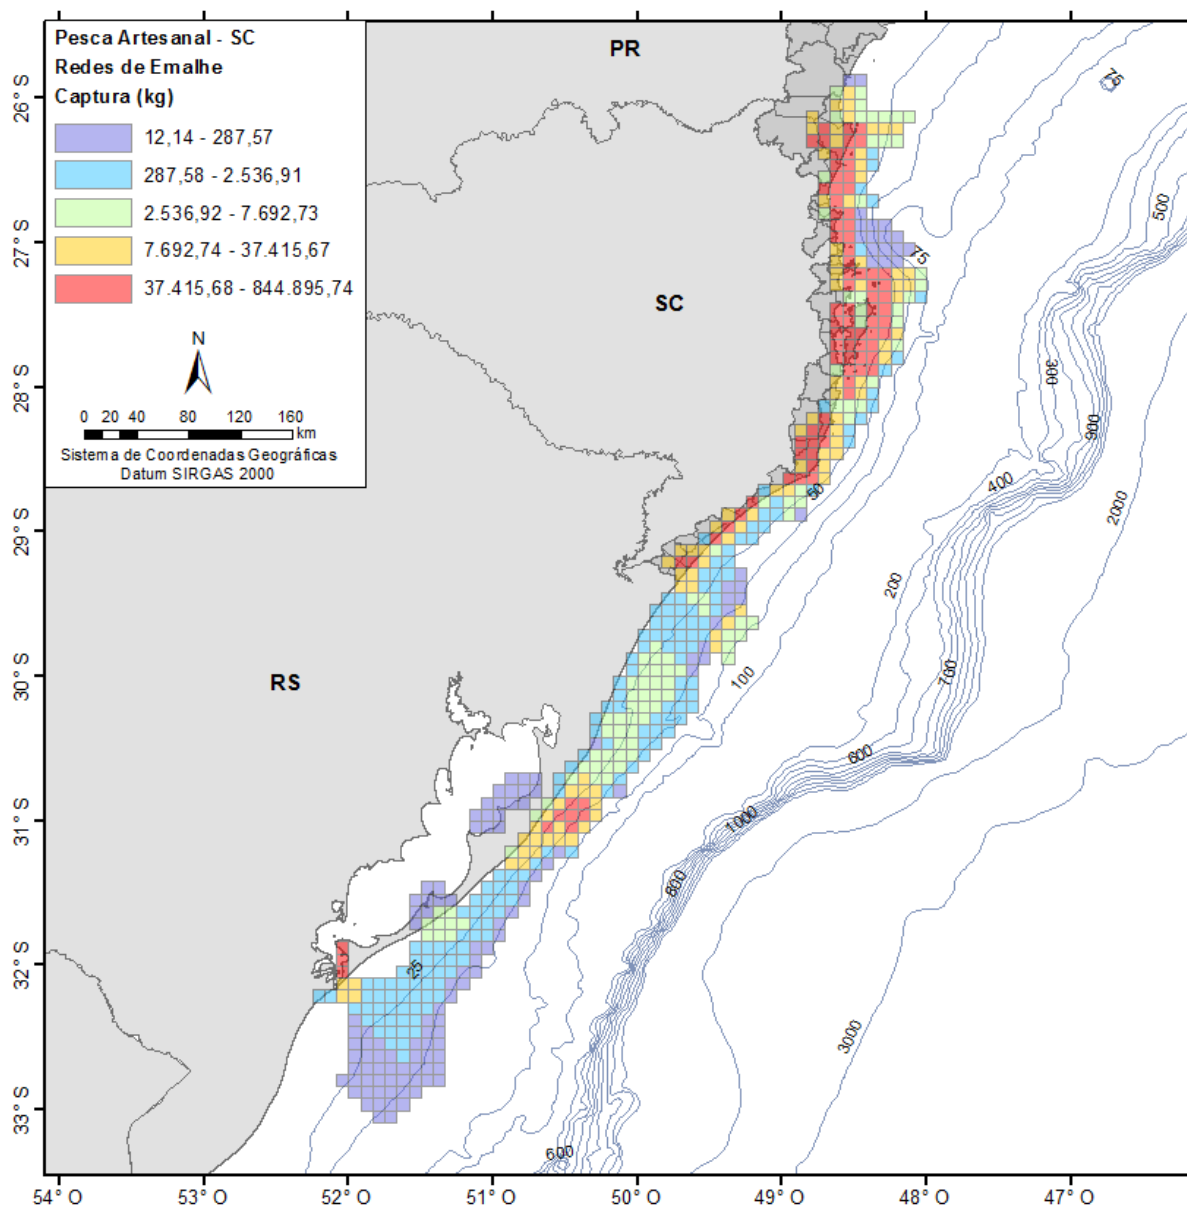 Pesca Artesanal - SC
Redes de Emalhe
Captura (kg)
12,14 - 287,57
287,58 - 2.536,91
2.536,92 - 7.692,73
7.692,74 - 37.415,67
37.415,68 - 844.895,74
N
0 20 40 80 120 160
km
Sistema de Coordenadas Geográficas
Datum SIRGAS 2000
PR
SC
RS
75
500
75
300
900
400
50
2000
200
100
700
600
1000
800
25
3000
600
26° S
27° S
28° S
29° S
30° S
31° S
32° S
33° S
54° O
53° O
52° O
51° O
50° O
49° O
48° O
47° O